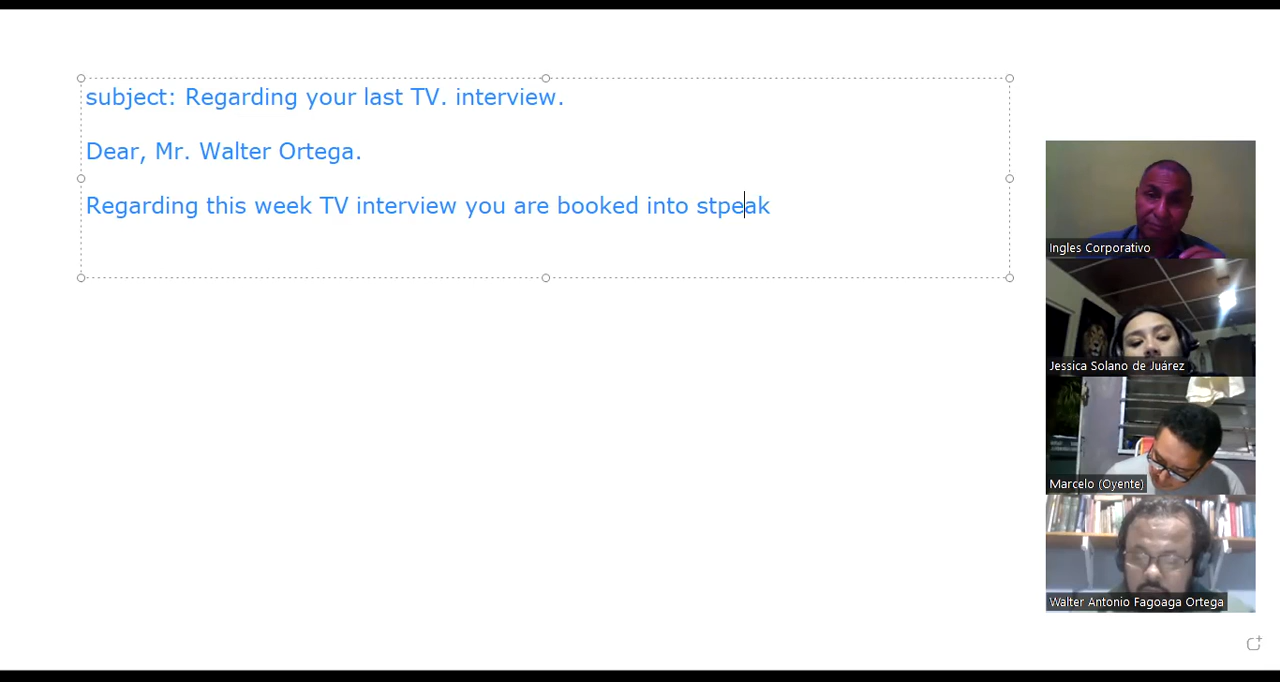 subject: Regarding your last TV. interview.
Dear, Mr. Walter Ortega.
Regarding this week TV interview you are booked into stpeak
Ingles Corporativo
Jessica Solano de Juárez
Marcelo (Oyente)
Walter Antonio Fagoaga Ortega